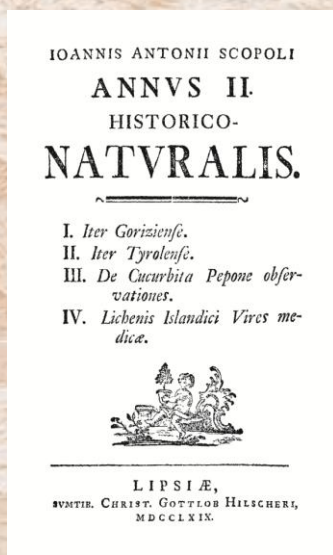 IOANNIS ANTONII SCOPOLI
ANNVS II.
HISTORICO-
NATVRALIS.
I. Iter Gorizienſe.
II. Iter Tyrolenſe.
III. De Cucurbita Pepone obſer-
vationes.
IV. Lichenis Islandici Vires me-
dicæ.
LIPSIÆ,
SVMTIB. CHRIST. GOTTLOB HILSCHERI,
MDCCLXIX.